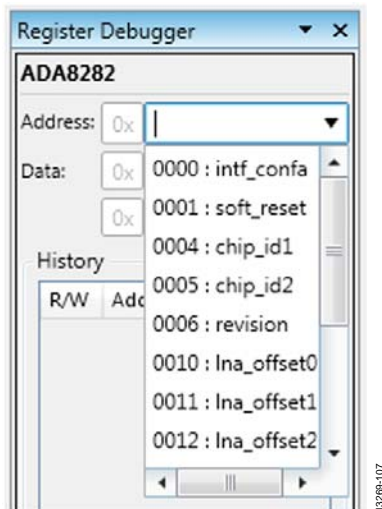 Register Debugger
ADA8282
Address: 0x
Data: 0x
0x
History
R/W
0000 : intf_confa
0001 : soft_reset
0004 : chip_id1
0005 : chip_id2
0006 : revision
0010 : lna_offset0
0011 : lna_offset1
0012 : lna_offset2